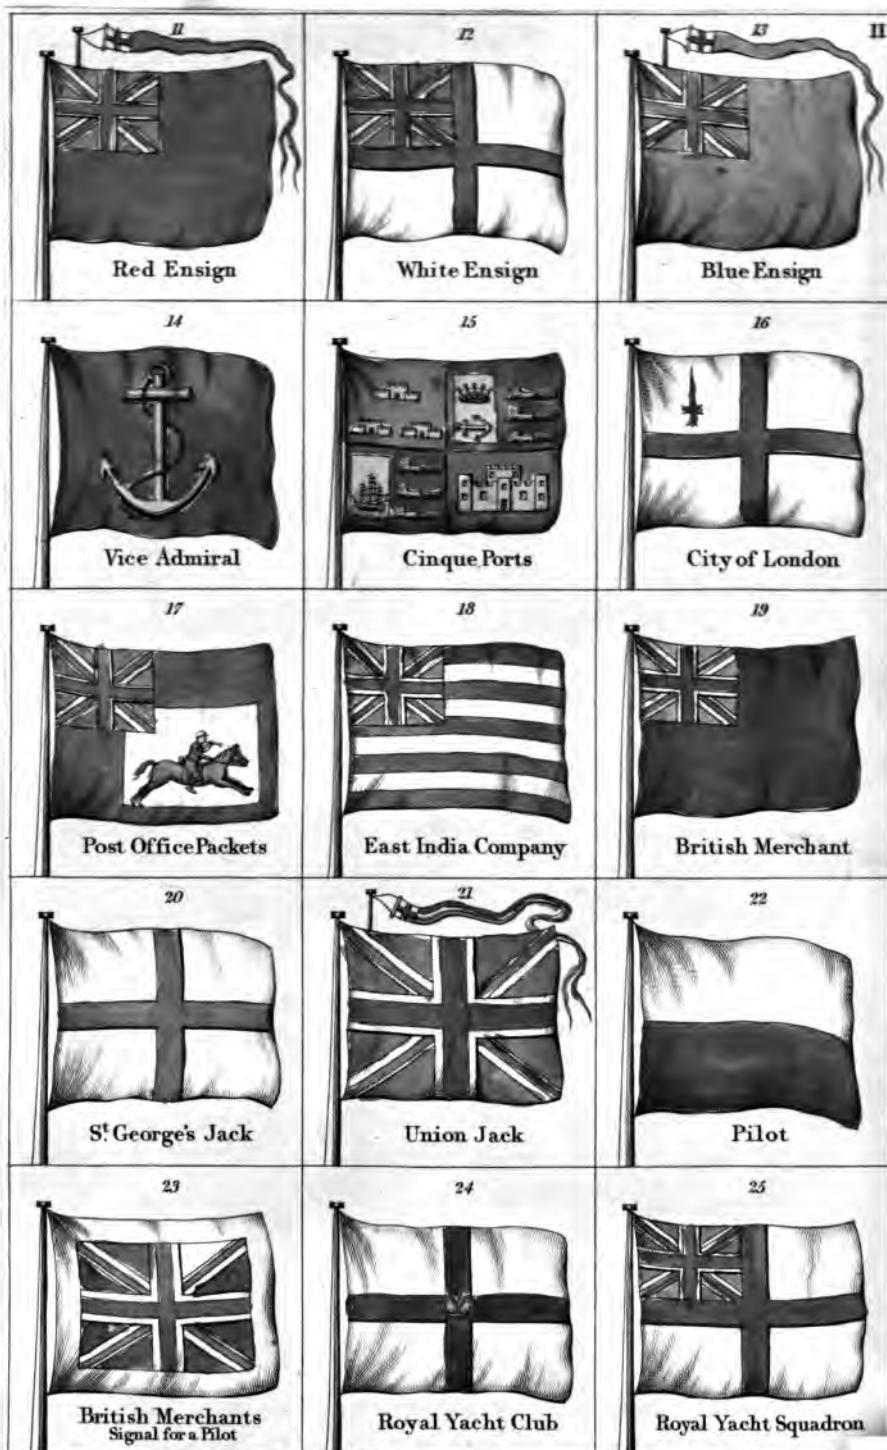 11
12
13
II
Red Ensign
White Ensign
Blue Ensign
14
15
16
Vice Admiral
Cinque Ports
City of London
17
18
19
Post Office Packets
East India Company
British Merchant
20
21
22
St. George's Jack
Union Jack
Pilot
23
24
25
British Merchants
Signal for a Pilot
Royal Yacht Club
Royal Yacht Squadron